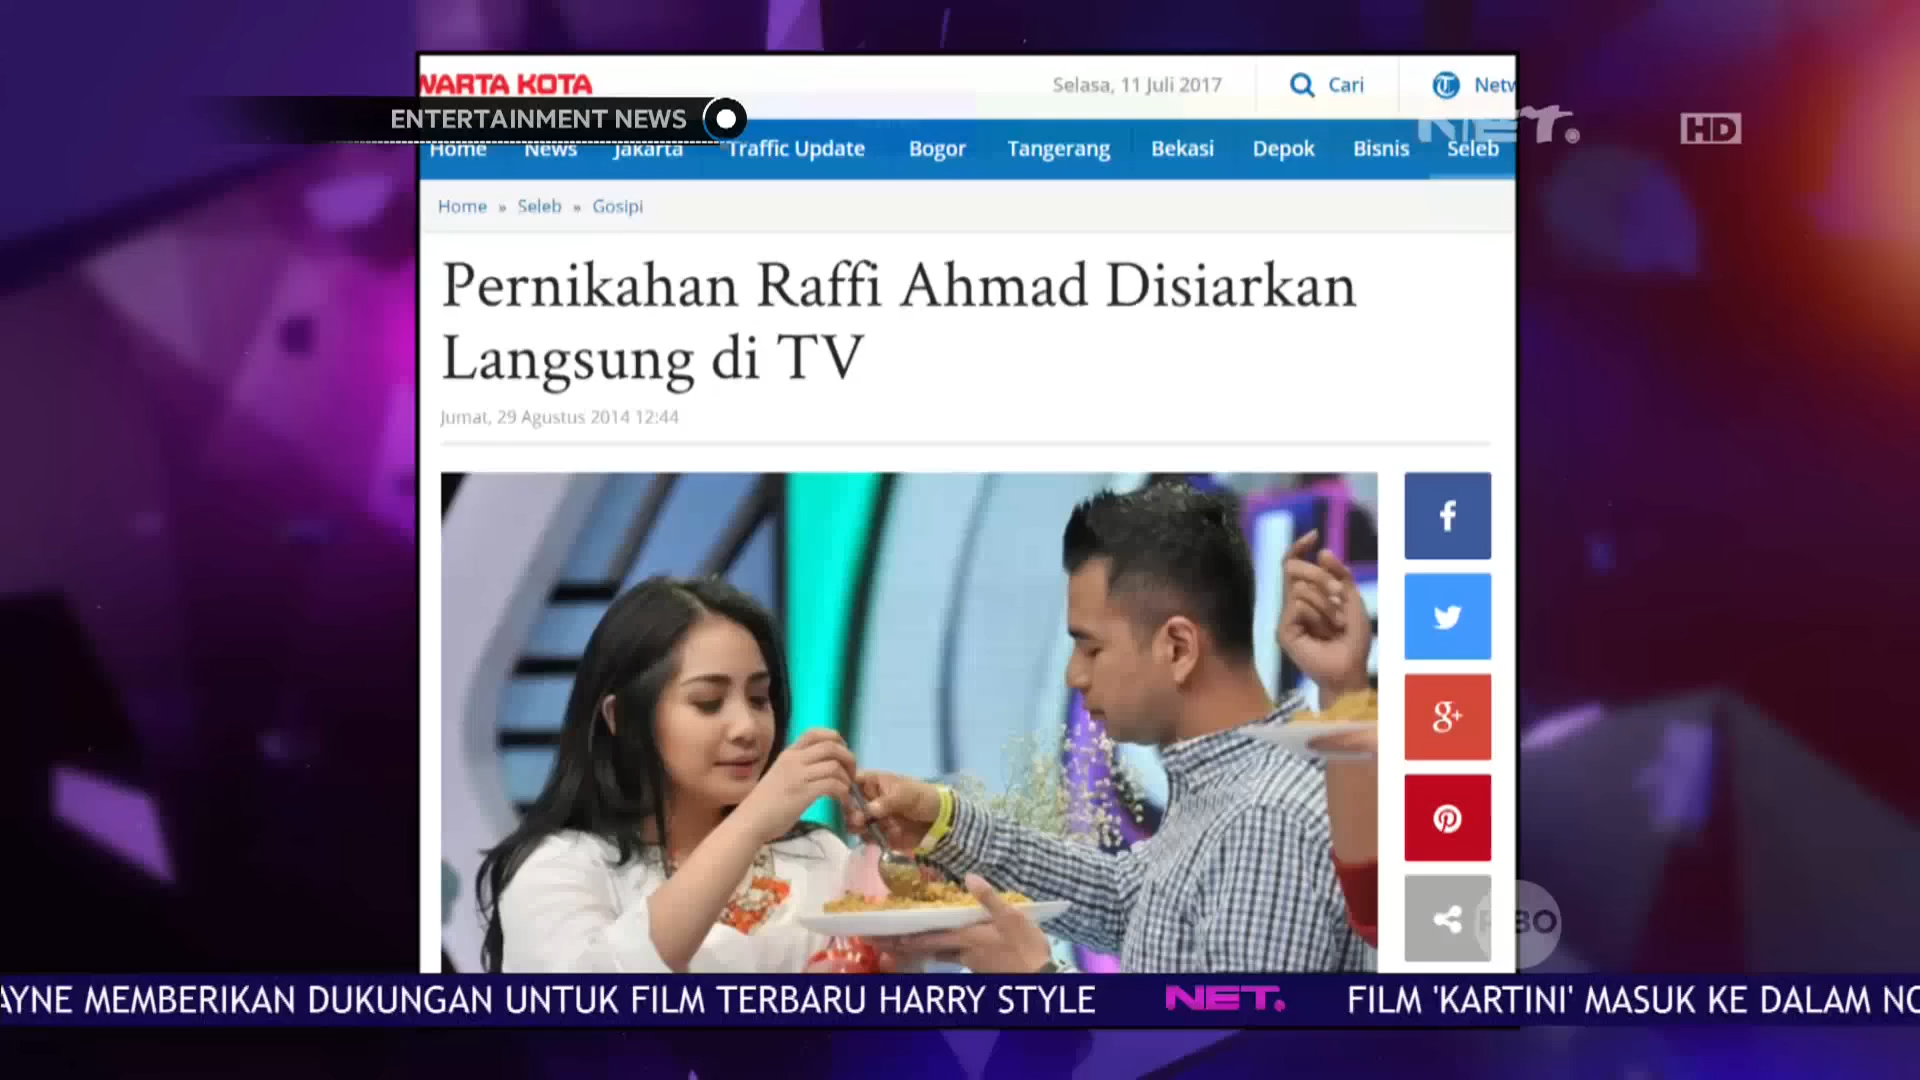 WARTA KOTA
Selasa, 11 Juli 2017
Cari
ENTERTAINMENT NEWS
NET.
HD
Home News Jakarta Traffic Update Bogor Tangerang Bekasi Depok Bisnis Seleb
Home » Seleb » Gosipi
Pernikahan Raffi Ahmad Disiarkan
Langsung di TV
Jumat, 29 Agustus 2014 12:44
AYNE MEMBERIKAN DUKUNGAN UNTUK FILM TERBARU HARRY STYLE NET. FILM 'KARTINI' MASUK KE DALAM NO